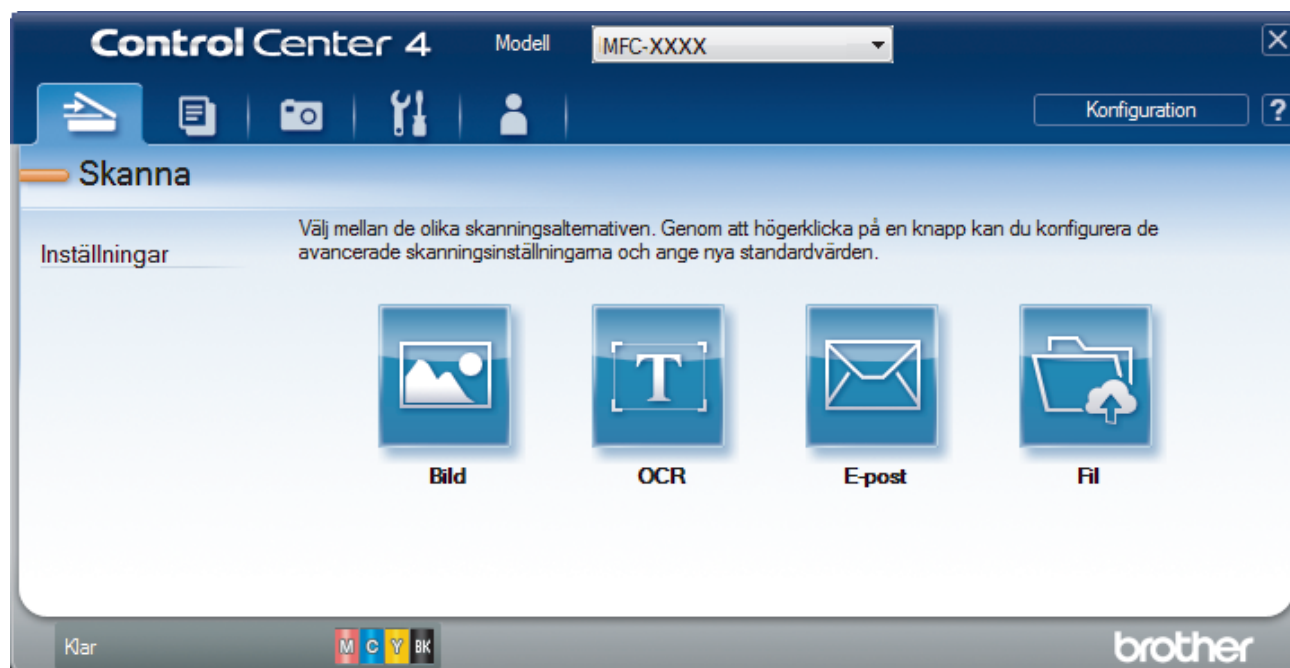 ControlCenter 4 Modell MFC-XXXX X
Konfiguration ?
Skanna
Inställningar
Välj mellan de olika skanningsalternativen. Genom att högerklicka på en knapp kan du konfigurera de
avancerade skanningsinställningarna och ange nya standardvärden.
T
Bild OCR E-post Fil
Klar M C Y BK brother